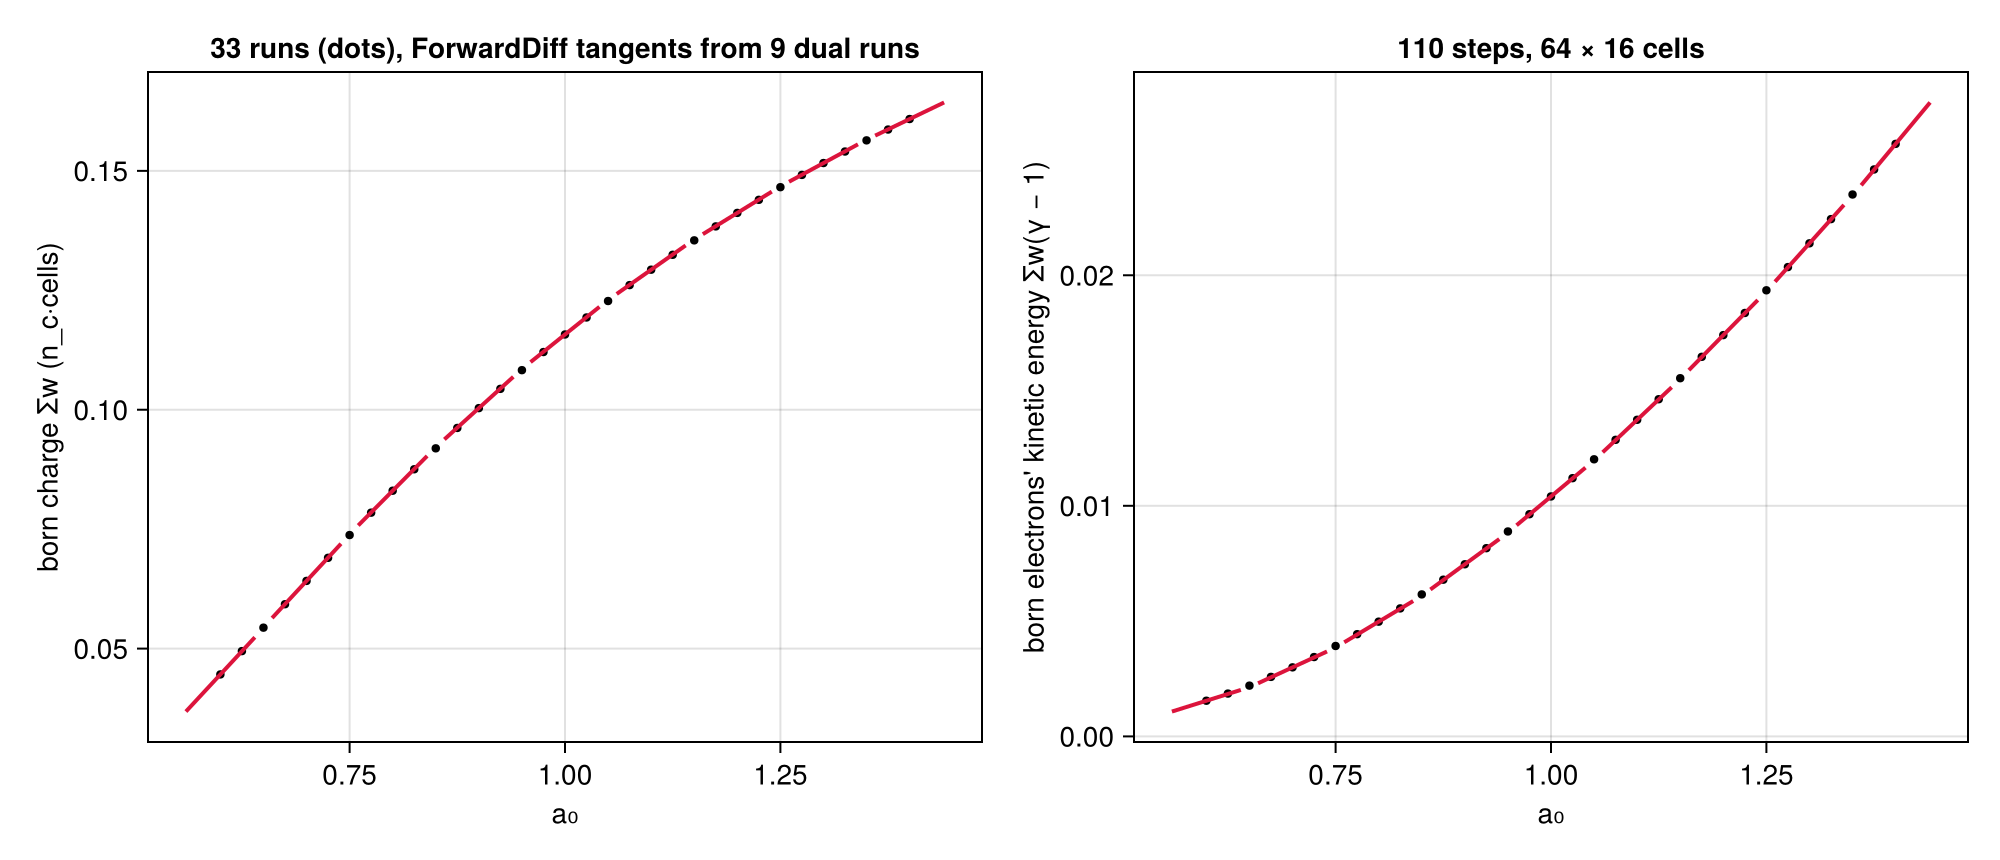 33 runs (dots), ForwardDiff tangents from 9 dual runs
born charge Σw (n_c·cells)
0.15
0.10
0.05
0.75 1.00 1.25
a₀
110 steps, 64 × 16 cells
born electrons' kinetic energy Σw(γ − 1)
0.02
0.01
0.00
0.75 1.00 1.25
a₀